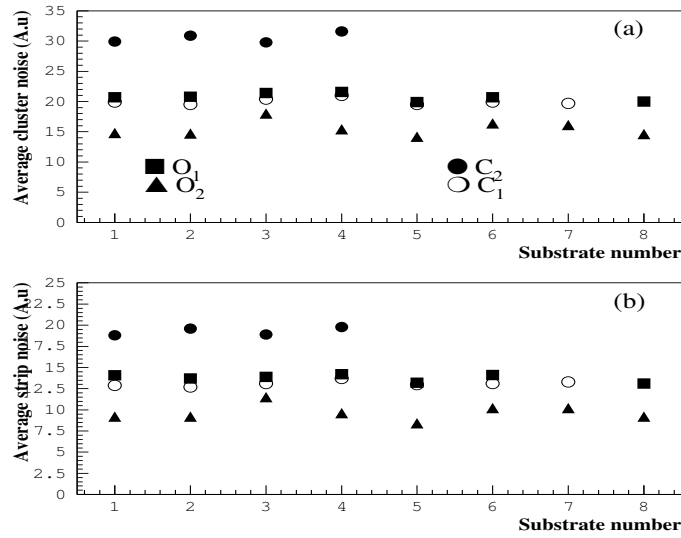 Average cluster noise (A.u)
35
30
25
20
15
10
5
0
(a)
O1
C2
O2
C1
1 2 3 4 5 6 7 8
Substrate number
Average strip noise (A.u)
25
22.5
20
17.5
15
12.5
10
7.5
5
2.5
0
(b)
1 2 3 4 5 6 7 8
Substrate number